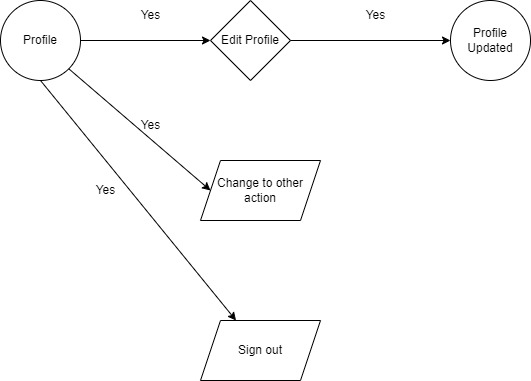 Yes
Yes
Profile
Edit Profile
Profile
Updated
Yes
Change to other
action
Yes
Sign out